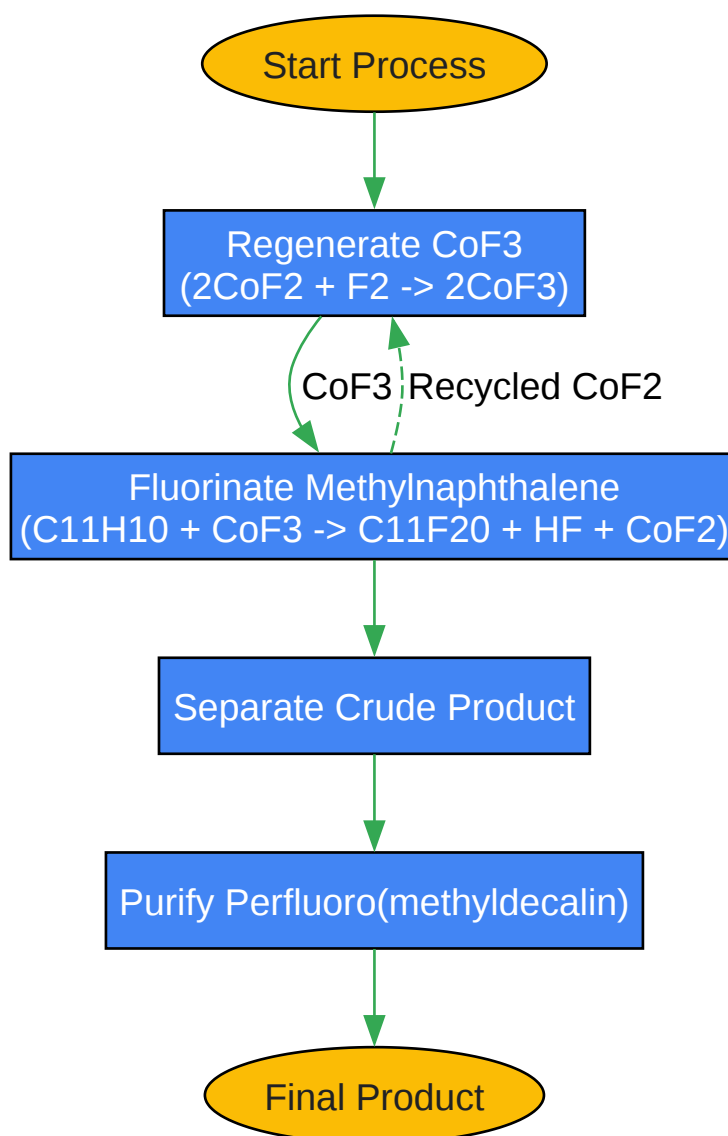 Start Process
Regenerate CoF3
(2CoF2 + F2 -> 2CoF3)
CoF3
Recycled CoF2
Fluorinate Methylnaphthalene
(C11H10 + CoF3 -> C11F20 + HF + CoF2)
Separate Crude Product
Purify Perfluoro(methyldecalin)
Final Product